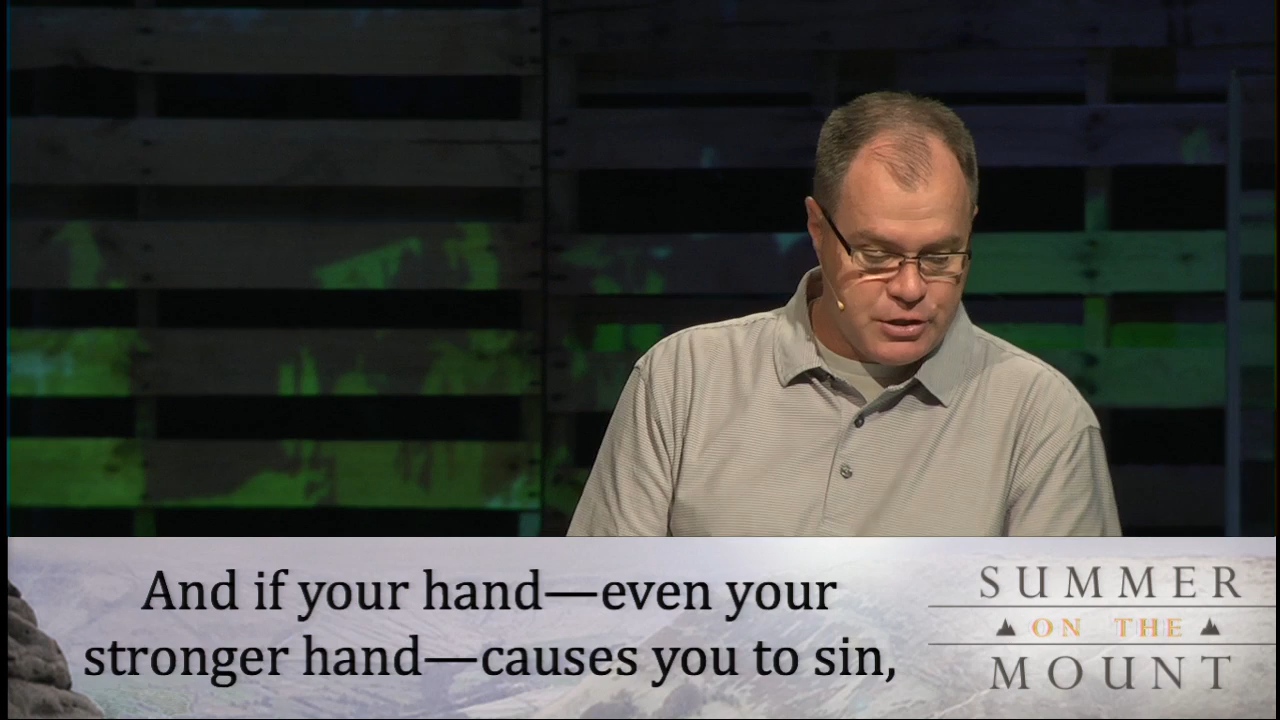 And if your hand—even your
stronger hand—causes you to sin,
SUMMER
ON THE
MOUNT